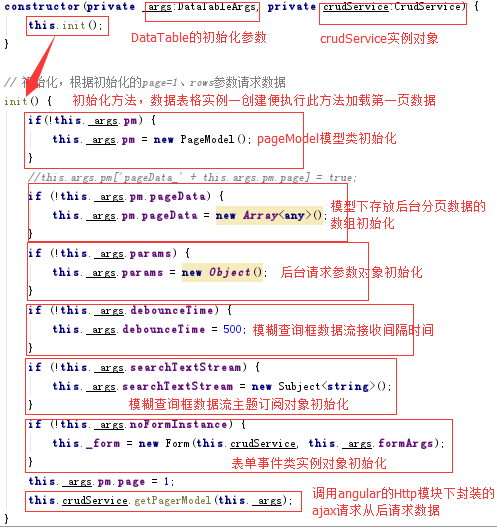 constructor(private _args:DataTableArgs, private crudService:CrudService) {
this.init();
DataTable的初始化参数
crudService实例对象
}
// 初始化，根据初始化的page=1、rows参数请求数据
init() {
初始化方法，数据表格实例一创建便执行此方法加载第一页数据
if(!this._args.pm) {
this._args.pm = new PageModel();
pageModel模型类初始化
}
//this.args.pm['pageData_' + this.args.pm.page] = true;
if (!this._args.pm.pageData) {
this._args.pm.pageData = new Array<any>();
模型下存放后台分页数据的
数组初始化
}
if (!this._args.params) {
this._args.params = new Object();
后台请求参数对象初始化
}
if (!this._args.debounceTime) {
this._args.debounceTime = 500;
模糊查询框数据流接收间隔时间
}
if (!this._args.searchTextStream) {
this._args.searchTextStream = new Subject<string>();
}
模糊查询框数据流主题订阅对象初始化
if (!this._args.noFormInstance) {
this._form = new Form(this.crudService, this._args.formArgs);
}
表单事件类实例对象初始化
this._args.pm.page = 1;
this.crudService.getPagerModel(this._args);
调用angular的Http模块下封装的
ajax请求从后请求数据
}